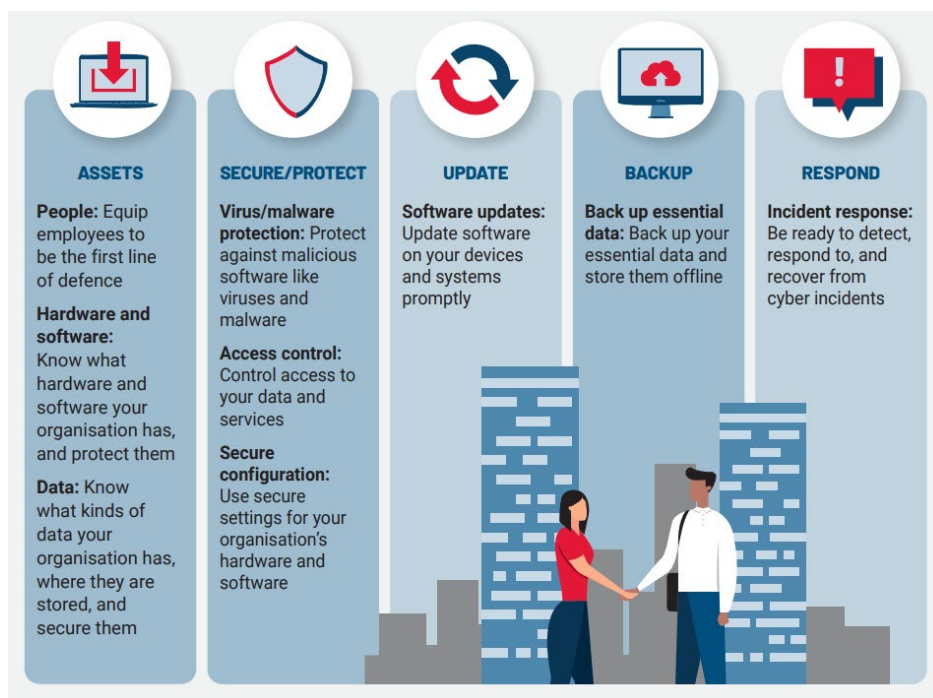 ASSETS
People: Equip
employees to
be the first line
of defence
Hardware and
software:
Know what
hardware and
software your
organisation has,
and protect them
Data: Know
what kinds of
data your
organisation has,
where they are
stored, and
secure them
SECURE/PROTECT
Virus/malware
protection: Protect
against malicious
software like
viruses and
malware
Access control:
Control access to
your data and
services
Secure
configuration:
Use secure
settings for your
organisation's
hardware and
software
UPDATE
Software updates:
Update software
on your devices
and systems
promptly
BACKUP
Back up essential
data: Back up your
essential data and
store them offline
RESPOND
Incident response:
Be ready to detect,
respond to, and
recover from
cyber incidents